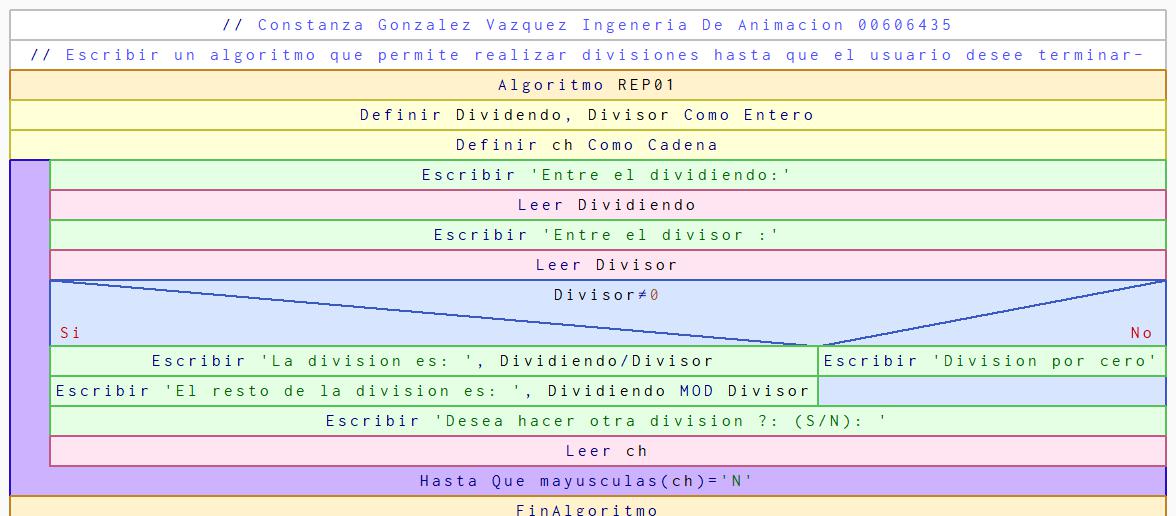 // Constanza Gonzalez Vazquez Ingeneria De Animacion 00606435
// Escribir un algoritmo que permite realizar divisiones hasta que el usuario desee terminar-
Algoritmo REP01
Definir Dividendo, Divisor Como Entero
Definir ch Como Cadena
Escribir 'Entre el dividiendo:'
Leer Dividiendo
Escribir 'Entre el divisor :'
Leer Divisor
Divisor≠0
Si No
Escribir 'La division es: ', Dividiendo/Divisor Escribir 'Division por cero'
Escribir 'El resto de la division es: ', Dividiendo MOD Divisor
Escribir 'Desea hacer otra division ?: (S/N): '
Leer ch
Hasta Que mayusculas(ch)='N'
FinAlgoritmo